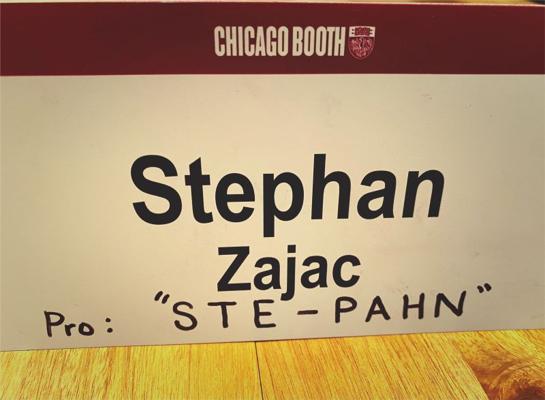 CHICAGO BOOTH
Stephan
Zajac
Pro: "STE-PAHN"